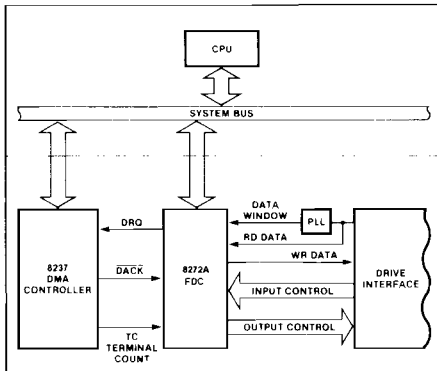 CPU
SYSTEM BUS
8237
DMA
CONTROLLER
DRQ
DACK
TC
TERMINAL
COUNT
8272A
FDC
DATA
WINDOW
PLL
RD DATA
WR DATA
INPUT CONTROL
OUTPUT CONTROL
DRIVE
INTERFACE